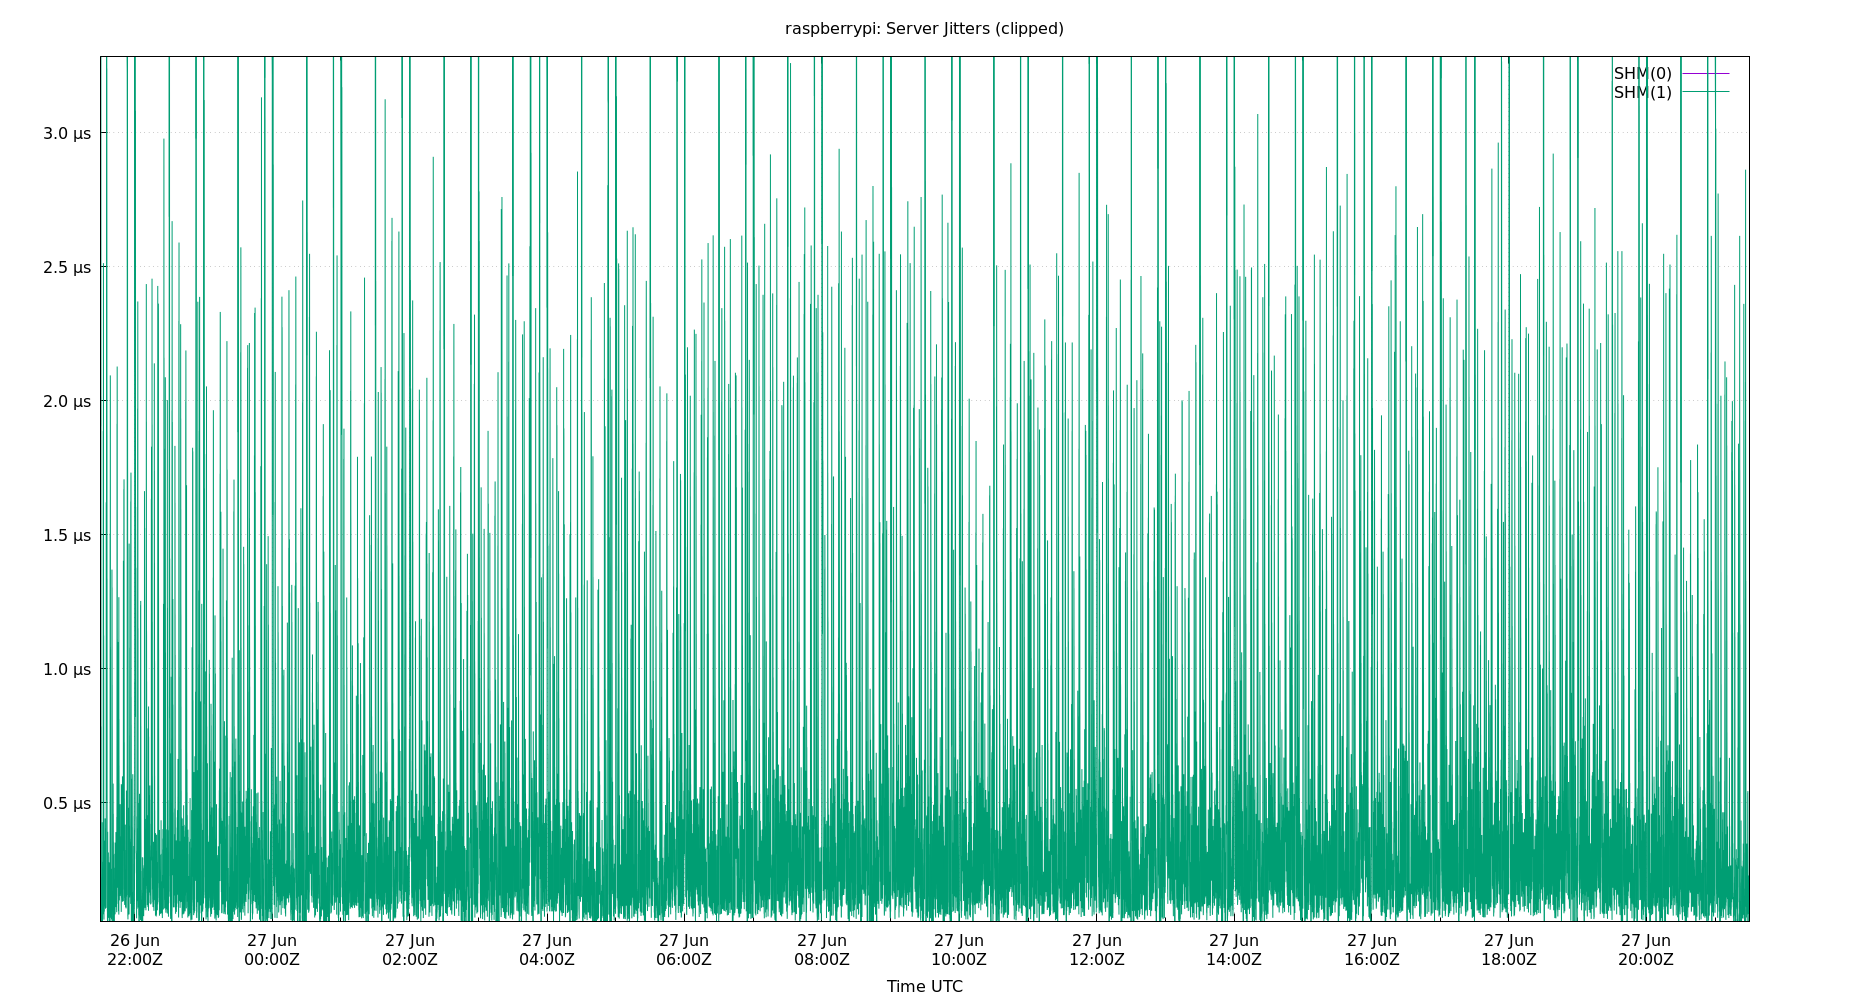 raspberrypi: Server Jitters (clipped)
SHM(0)
SHM(1)
3.0 µs
2.5 µs
2.0 µs
1.5 µs
1.0 µs
0.5 µs
26 Jun 27 Jun 27 Jun 27 Jun 27 Jun 27 Jun 27 Jun 27 Jun 27 Jun 27 Jun 27 Jun 27 Jun
22:00Z 00:00Z 02:00Z 04:00Z 06:00Z 08:00Z 10:00Z 12:00Z 14:00Z 16:00Z 18:00Z 20:00Z
Time UTC